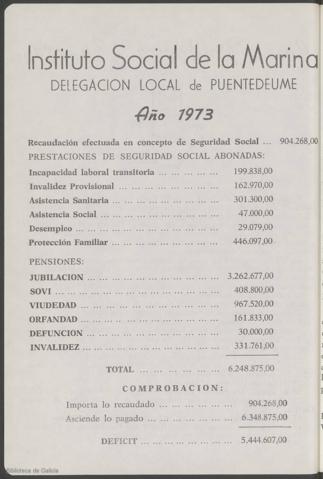 Instituto Social de la Marina
DELEGACION LOCAL de PUENTEDEUME
Año 1973
Recaudación efectuada en concepto de Seguridad Social ... 904.268,00
PRESTACIONES DE SEGURIDAD SOCIAL ABONADAS:
Incapacidad laboral transitoria ... ... ... ... ... 199.838,00
Invalidez Provisional ... ... ... ... ... ... ... ... 162.970,00
Asistencia Sanitaria ... ... ... ... ... ... ... ... 301.300,00
Asistencia Social ... ... ... ... ... ... ... ... ... 47.000,00
Desempleo ... ... ... ... ... ... ... ... ... ... ... 29.079,00
Protección Familiar ... ... ... ... ... ... ... ... 446.097,00
PENSIONES:
JUBILACION ... ... ... ... ... ... ... ... ... ... 3.262.677,00
SOVI ... ... ... ... ... ... ... ... ... ... ... ... 408.800,00
VIUDEDAD ... ... ... ... ... ... ... ... ... ... 967.520,00
ORFANDAD ... ... ... ... ... ... ... ... ... ... 161.833,00
DEFUNCION ... ... ... ... ... ... ... ... ... ... 30.000,00
INVALIDEZ ... ... ... ... ... ... ... ... ... ... 331.761,00
TOTAL ... ... ... ... ... ... ... 6.248.875,00
COMPROBACION:
Importa lo recaudado ... ... ... ... ... ... 904.268,00
Asciende lo pagado ... ... ... ... ... ... 6.348.875,00
DEFICIT ... ... ... ... ... ... ... 5.444.607,00
Biblioteca de Galicia